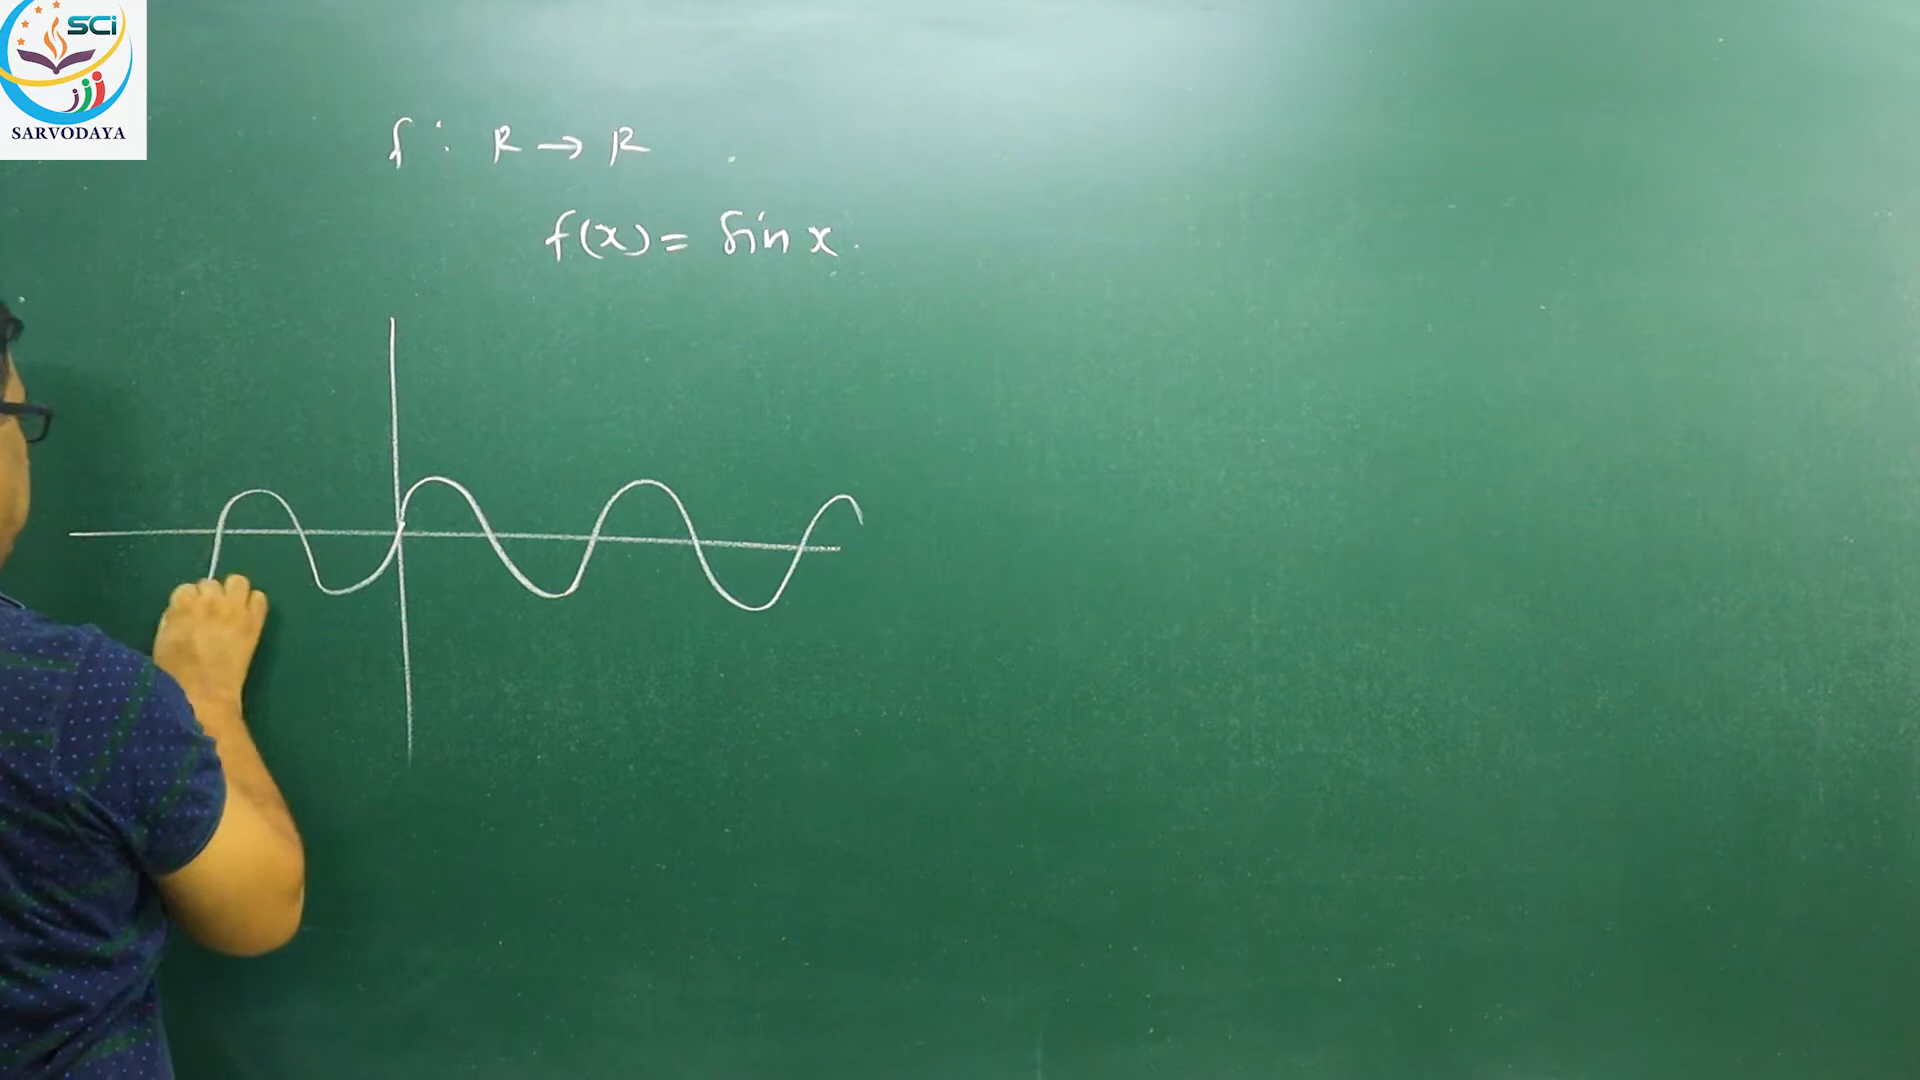 SCi
SARVODAYA
f : R → R
f(x) = Sin x.